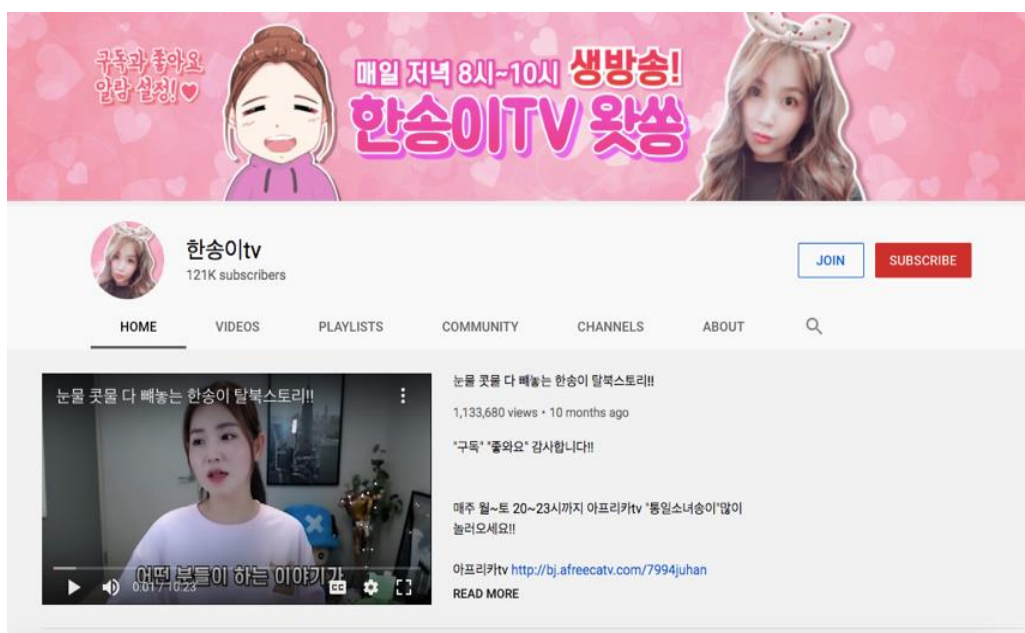 구독과 좋아요
알람 설정!♥
매일 저녁 8시~10시 생방송!
한송이TV 왓쏭
한송이tv
121K subscribers
JOIN
SUBSCRIBE
HOME VIDEOS PLAYLISTS COMMUNITY CHANNELS ABOUT
눈물 콧물 다 빼놓는 한송이 탈북스토리!!
어떤 분들이 하는 이야기가
0:01 / 10:23
CC
눈물 콧물 다 빼놓는 한송이 탈북스토리!!
1,133,680 views • 10 months ago
"구독" "좋와요" 감사합니다!!
매주 월~토 20~23시까지 아프리카tv "통일소녀송이"많이
놀러오세요!!
아프리카tv http://bj.afreecatv.com/7994juhan
READ MORE